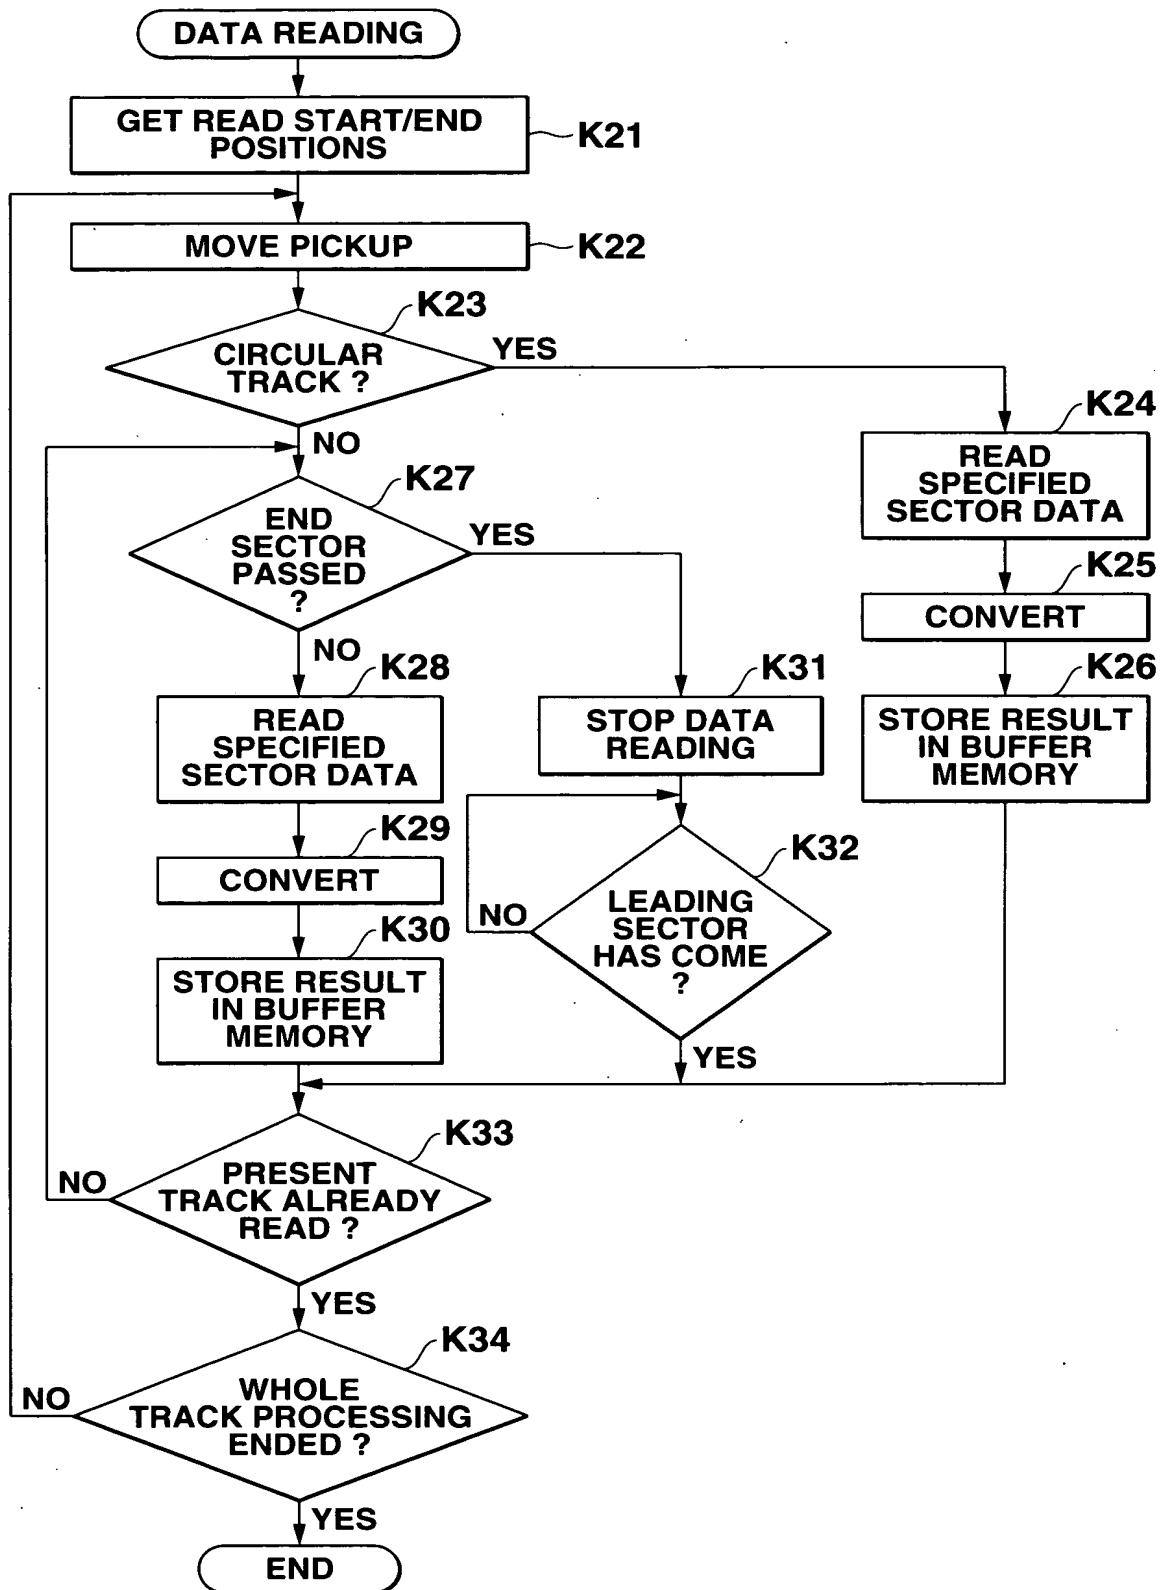 DATA READING
GET READ START/END
POSITIONS
K21
MOVE PICKUP
K22
K23
CIRCULAR
TRACK ?
YES
NO
K24
READ
SPECIFIED
SECTOR DATA
K25
CONVERT
K26
STORE RESULT
IN BUFFER
MEMORY
K27
END
SECTOR
PASSED
?
YES
NO
K28
READ
SPECIFIED
SECTOR DATA
K29
CONVERT
K30
STORE RESULT
IN BUFFER
MEMORY
K31
STOP DATA
READING
K32
LEADING
SECTOR
HAS COME
?
NO
YES
K33
PRESENT
TRACK ALREADY
READ ?
NO
YES
K34
WHOLE
TRACK PROCESSING
ENDED ?
NO
YES
END